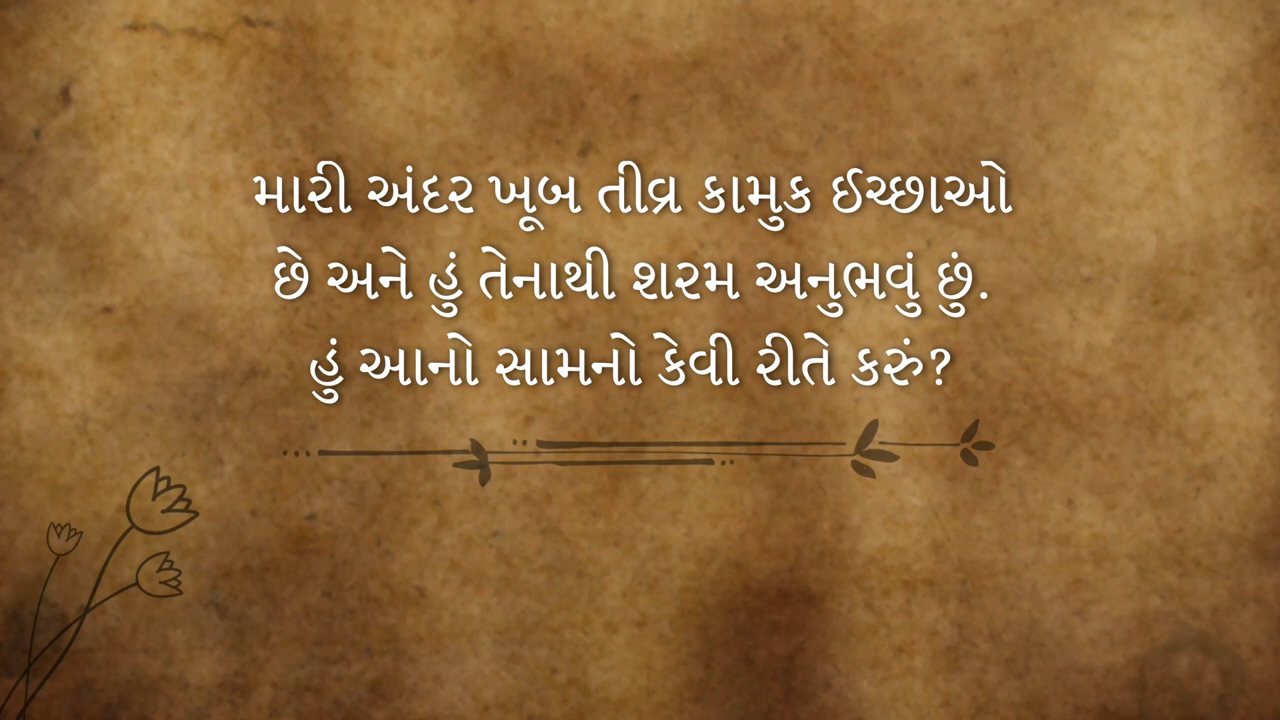 મારી અંદર ખૂબ તીવ્ર કામુક ઈચ્છાઓ
છે અને હું તેનાથી શરમ અનુભવું છું.
હું આનો સામનો કેવી રીતે કરું?